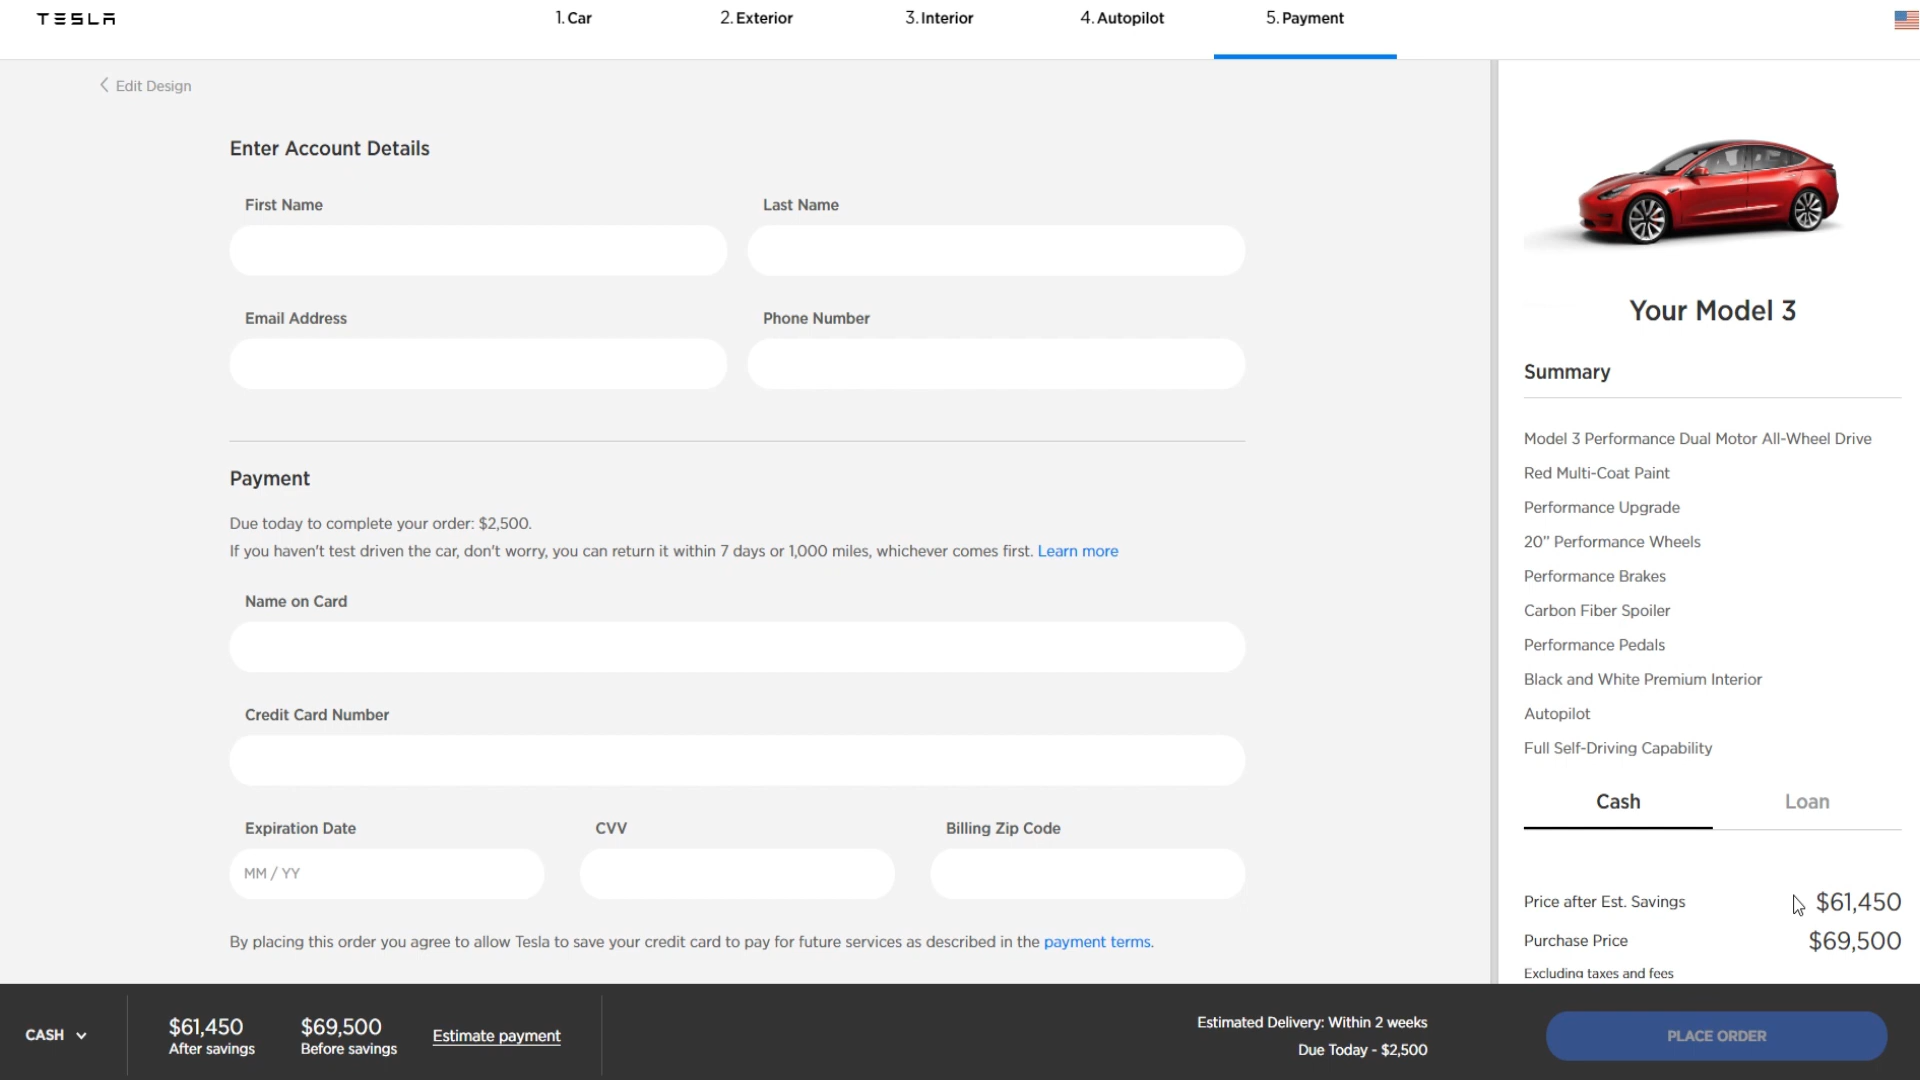 TESLA
1. Car
2. Exterior
3. Interior
4. Autopilot
5. Payment
Edit Design
Enter Account Details
First Name
Last Name
Email Address
Phone Number
Payment
Due today to complete your order: $2,500.
If you haven't test driven the car, don't worry, you can return it within 7 days or 1,000 miles, whichever comes first. Learn more
Name on Card
Credit Card Number
Expiration Date
CVV
Billing Zip Code
MM / YY
By placing this order you agree to allow Tesla to save your credit card to pay for future services as described in the payment terms.
Your Model 3
Summary
Model 3 Performance Dual Motor All-Wheel Drive
Red Multi-Coat Paint
Performance Upgrade
20” Performance Wheels
Performance Brakes
Carbon Fiber Spoiler
Performance Pedals
Black and White Premium Interior
Autopilot
Full Self-Driving Capability
Cash
Loan
Price after Est. Savings
$61,450
Purchase Price
$69,500
Excluding taxes and fees
CASH
$61,450
After savings
$69,500
Before savings
Estimate payment
Estimated Delivery: Within 2 weeks
Due Today - $2,500
PLACE ORDER